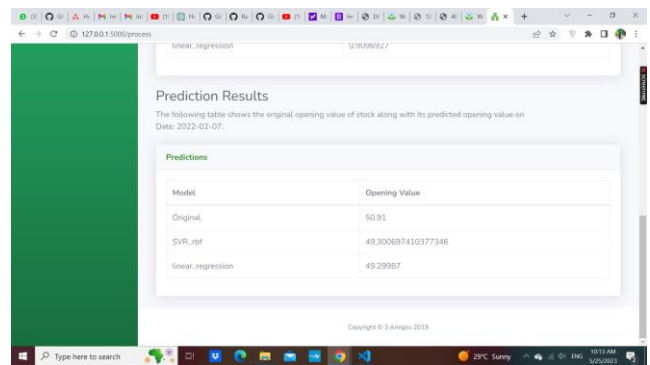 127.0.0.1:5000/process
linear_regression 0.9096927
Prediction Results
The following table shows the original opening value of stock along with its predicted opening value on
Date: 2022-02-07.
Predictions
Model Opening Value
Original 50.91
SVR_rbf 49.300697410377346
linear_regression 49.29987
Copyright © 3 Amigos 2019
Type here to search
29°C Sunny
ENG
10:13 AM
5/25/2023